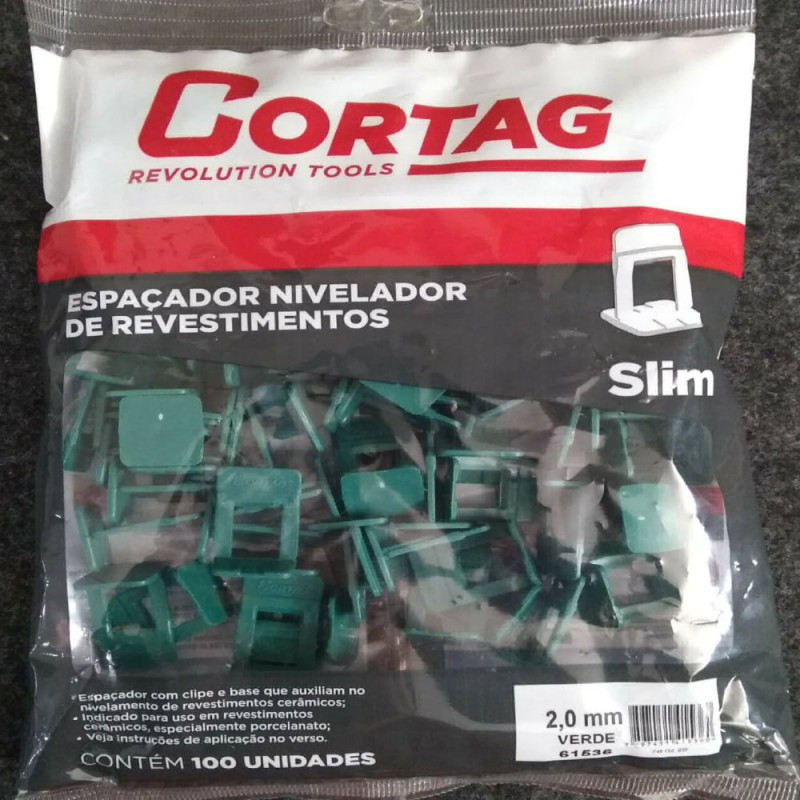 CORTAG
REVOLUTION TOOLS
ESPAÇADOR NIVELADOR
DE REVESTIMENTOS
Slim
• Espaçador com clipe e base que auxiliam no
nivelamento de revestimentos cerâmicos;
• Indicado para uso em revestimentos
cerâmicos, especialmente porcelanato;
• Veja instruções de aplicação no verso.
CONTÉM 100 UNIDADES
2,0 mm
VERDE
61536